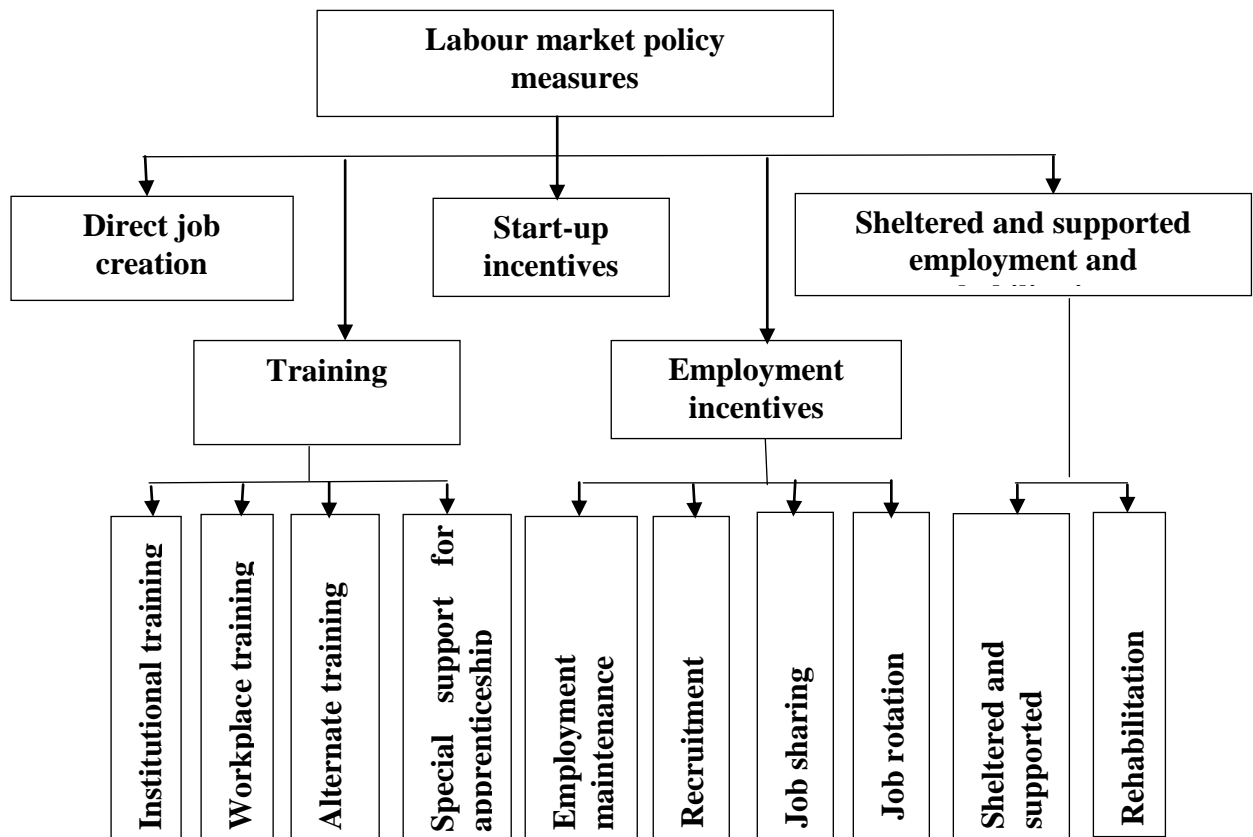 Labour market policy
measures
Direct job
creation
Start-up
incentives
Sheltered and supported
employment and
Training
Employment
incentives
Institutional training
Workplace training
Alternate training
Special support for
apprenticeship
Employment
maintenance
Recruitment
Job sharing
Job rotation
Sheltered and
supported
Rehabilitation